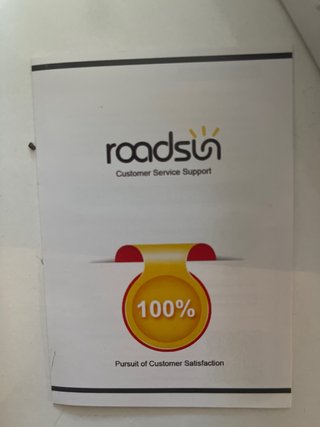 roadsun
Customer Service Support
100%
Pursuit of Customer Satisfaction